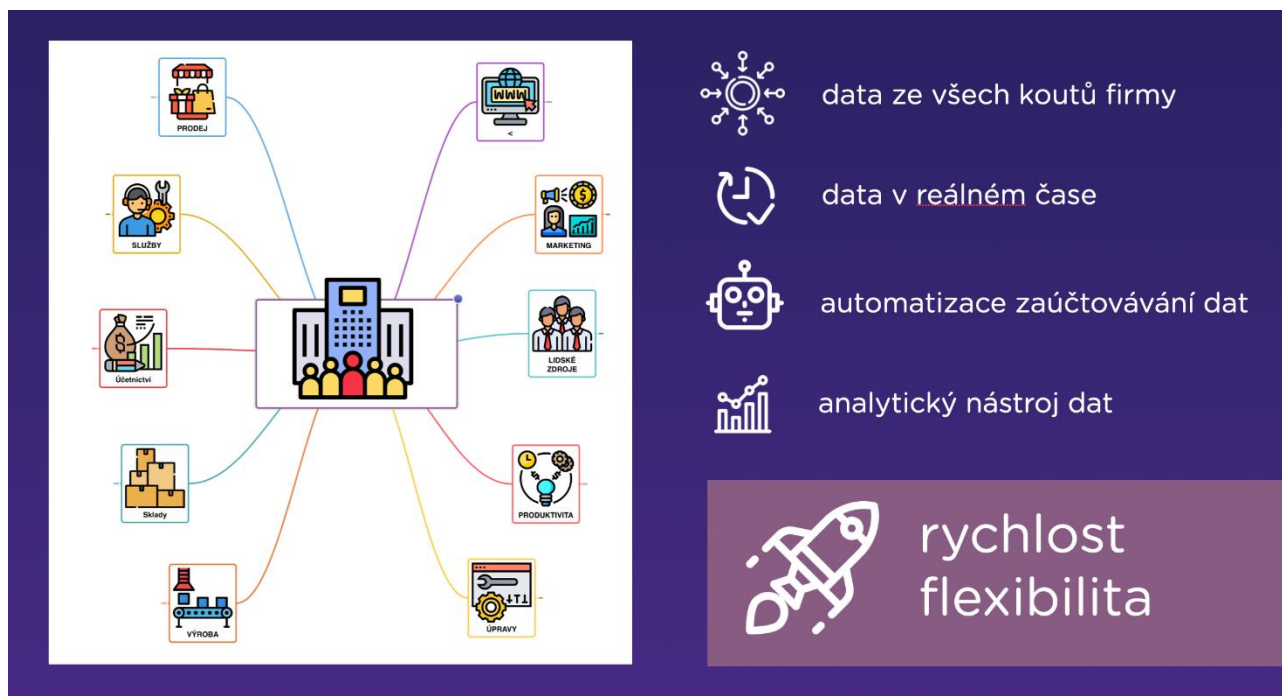 PRODEJ
WWW
<
SLUŽBY
MARKETING
Účetnictví
LIDSKÉ
ZDROJE
Sklady
PRODUKTIVITA
VÝROBA
ÚPRAVY
data ze všech koutů firmy
data v reálném čase
automatizace zaúčtovávání dat
analytický nástroj dat
rychlost
flexibilita